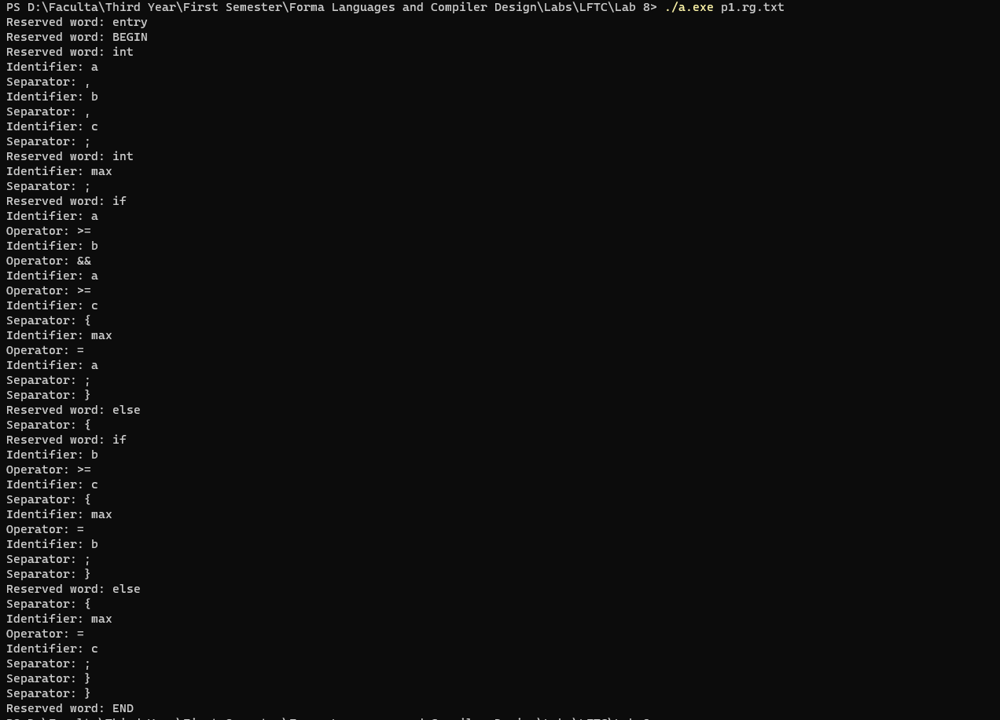 PS D:\Faculta\Third Year\First Semester\Forma Languages and Compiler Design\Labs\LFTC\Lab 8> ./a.exe p1.rg.txt
Reserved word: entry
Reserved word: BEGIN
Reserved word: int
Identifier: a
Separator: ,
Identifier: b
Separator: ,
Identifier: c
Separator: ;
Reserved word: int
Identifier: max
Separator: ;
Reserved word: if
Identifier: a
Operator: >=
Identifier: b
Operator: &&
Identifier: a
Operator: >=
Identifier: c
Separator: {
Identifier: max
Operator: =
Identifier: a
Separator: ;
Separator: }
Reserved word: else
Separator: {
Reserved word: if
Identifier: b
Operator: >=
Identifier: c
Separator: {
Identifier: max
Operator: =
Identifier: b
Separator: ;
Separator: }
Reserved word: else
Separator: {
Identifier: max
Operator: =
Identifier: c
Separator: ;
Separator: }
Separator: }
Reserved word: END